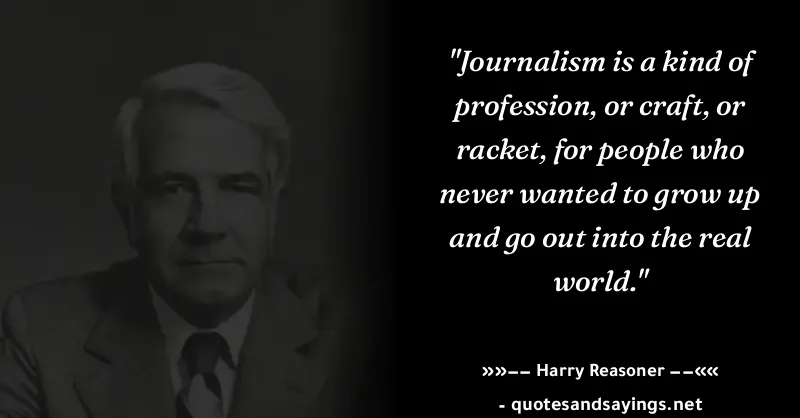 "Journalism is a kind of
profession, or craft, or
racket, for people who
never wanted to grow up
and go out into the real
world."
»»−− Harry Reasoner −−««
- quotesandsayings.net